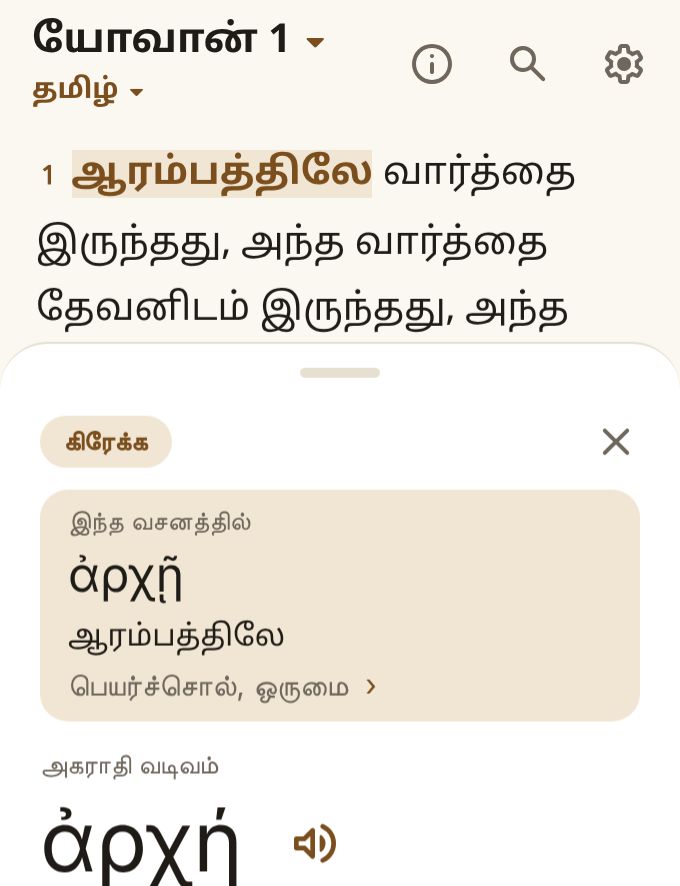 யோவான் 1
தமிழ்
1 ஆரம்பத்திலே வார்த்தை
இருந்தது, அந்த வார்த்தை
தேவனிடம் இருந்தது, அந்த
கிரேக்க
இந்த வசனத்தில்
ἀρχῇ
ஆரம்பத்திலே
பெயர்ச்சொல், ஒருமை ›
அகராதி வடிவம்
ἀρχή